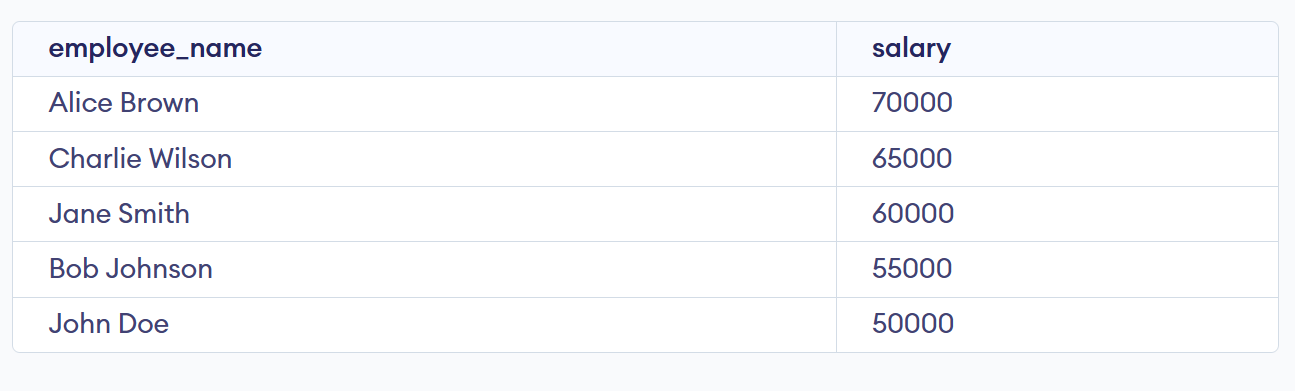 employee_name salary
Alice Brown 70000
Charlie Wilson 65000
Jane Smith 60000
Bob Johnson 55000
John Doe 50000